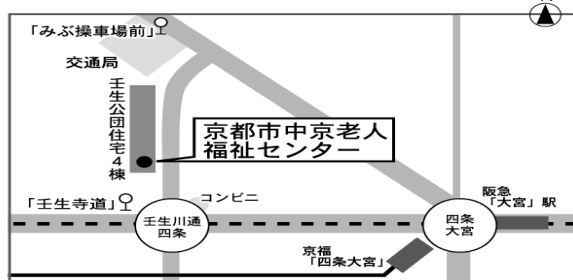 「みぶ操車場前」
交通局
壬生公団住宅4棟
京都市中京老人
福祉センター
「壬生寺道」
コンビニ
壬生川通
四条
四条
大宮
阪急
「大宮」駅
京福
「四条大宮」